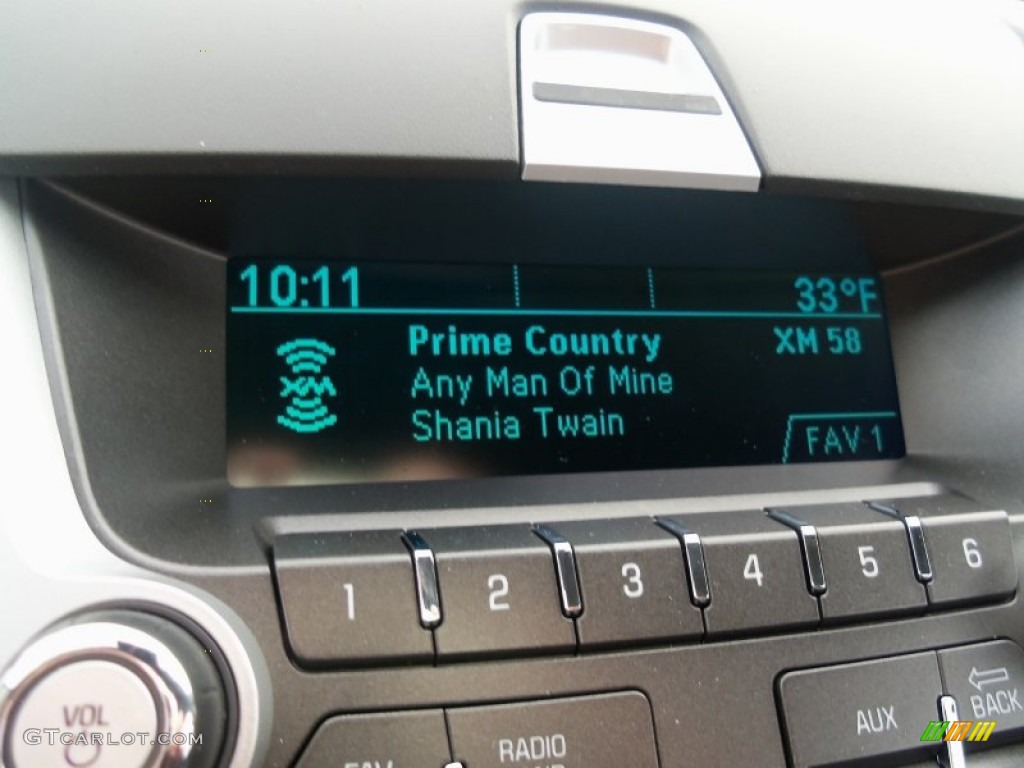 10:11 33°F
Prime Country XM 58
XM Any Man Of Mine
Shania Twain
FAV 1
1 2 3 4 5 6
VOL
AUX BACK
RADIO
FAV
GTCARLOT.COM